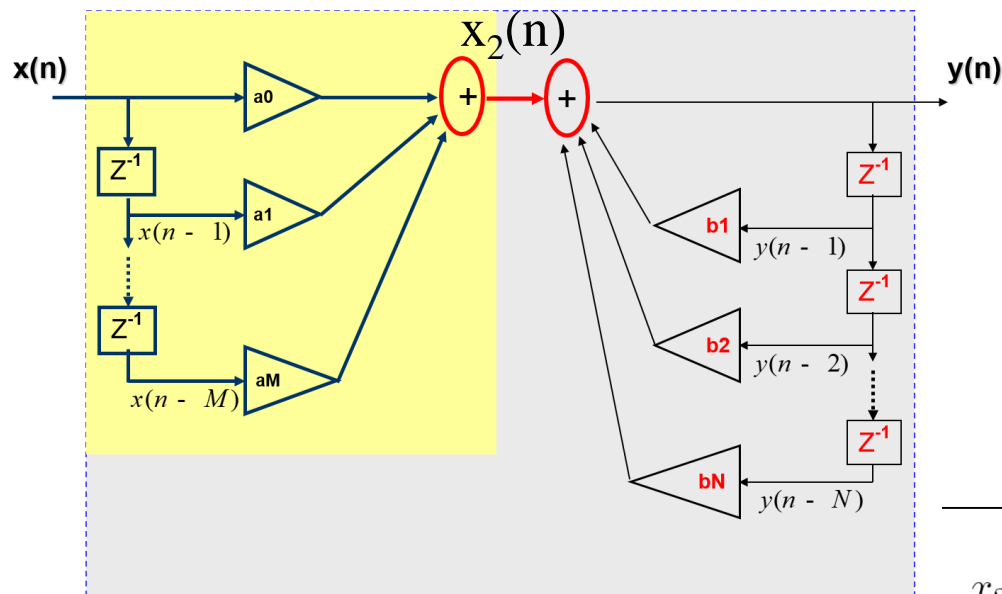 x₂(n)
x(n)
y(n)
a0
+
+
Z⁻¹
Z⁻¹
a1
x(n - 1)
b1
y(n - 1)
Z⁻¹
Z⁻¹
b2
y(n - 2)
aM
x(n - M)
Z⁻¹
bN
y(n - N)